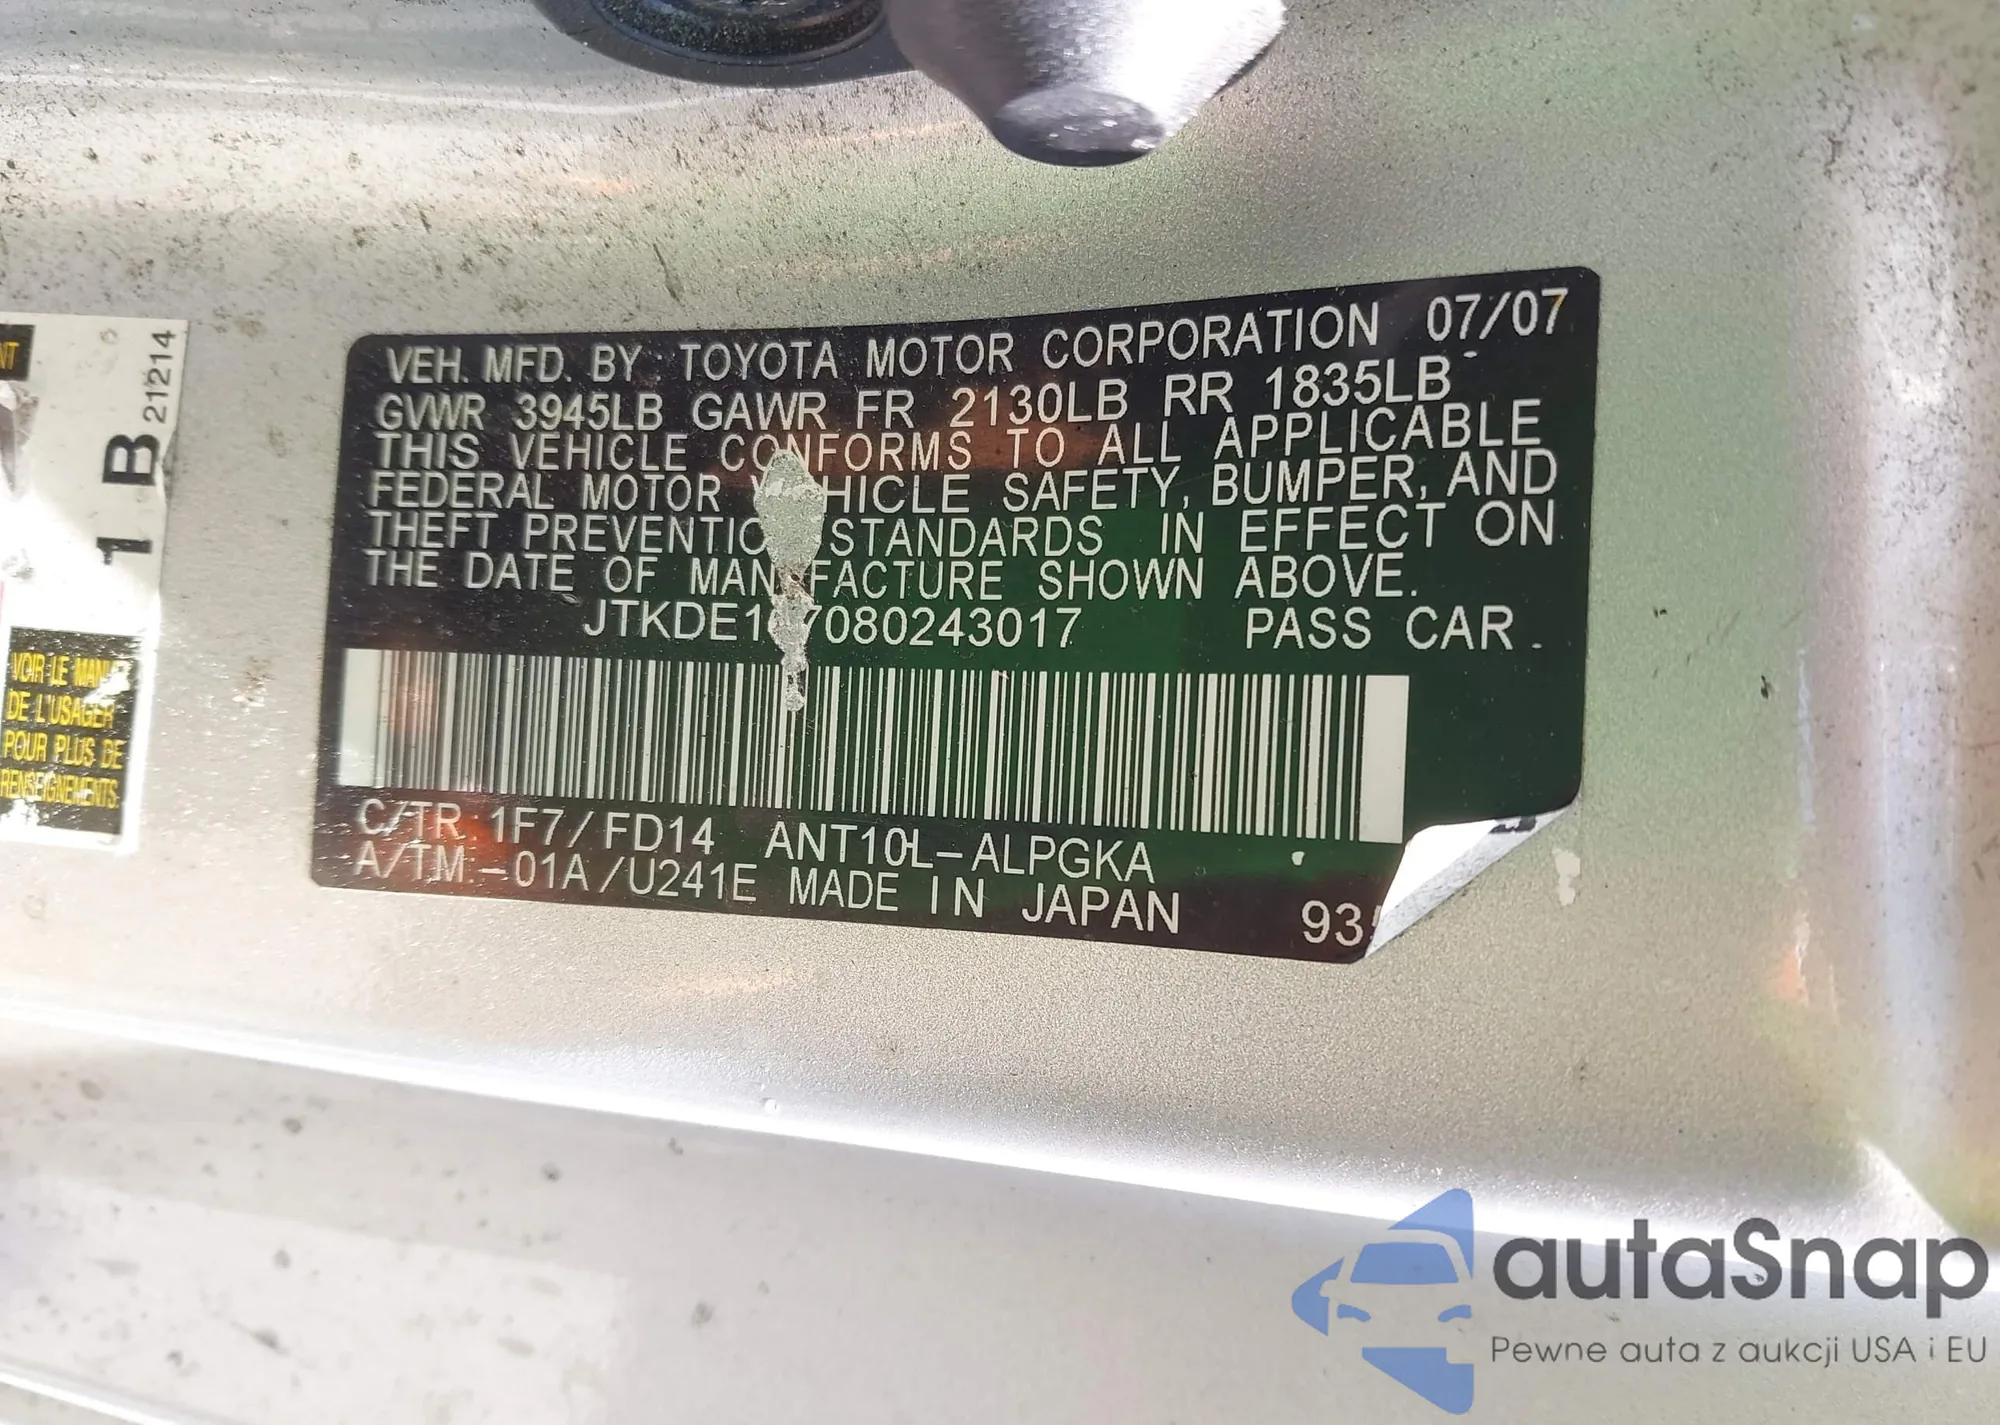 NT
1 B
21214
VOIR LE
DE L'USAGER
POUR PLUS DE
RENSEIGNEMENTS.
VEH. MFD. BY TOYOTA MOTOR CORPORATION 07/07
GVWR 3945LB GAWR FR 2130LB RR 1835LB
THIS VEHICLE CONFORMS TO ALL APPLICABLE
FEDERAL MOTOR VEHICLE SAFETY, BUMPER, AND
THEFT PREVENTION STANDARDS IN EFFECT ON
THE DATE OF MANUFACTURE SHOWN ABOVE.
PASS CAR.
C/TR. 1F7/FD14 ANT10L-ALPGKA
A/TM.-01A/U241E MADE IN JAPAN
autaSnap
Pewne auta z aukcji USA i EU